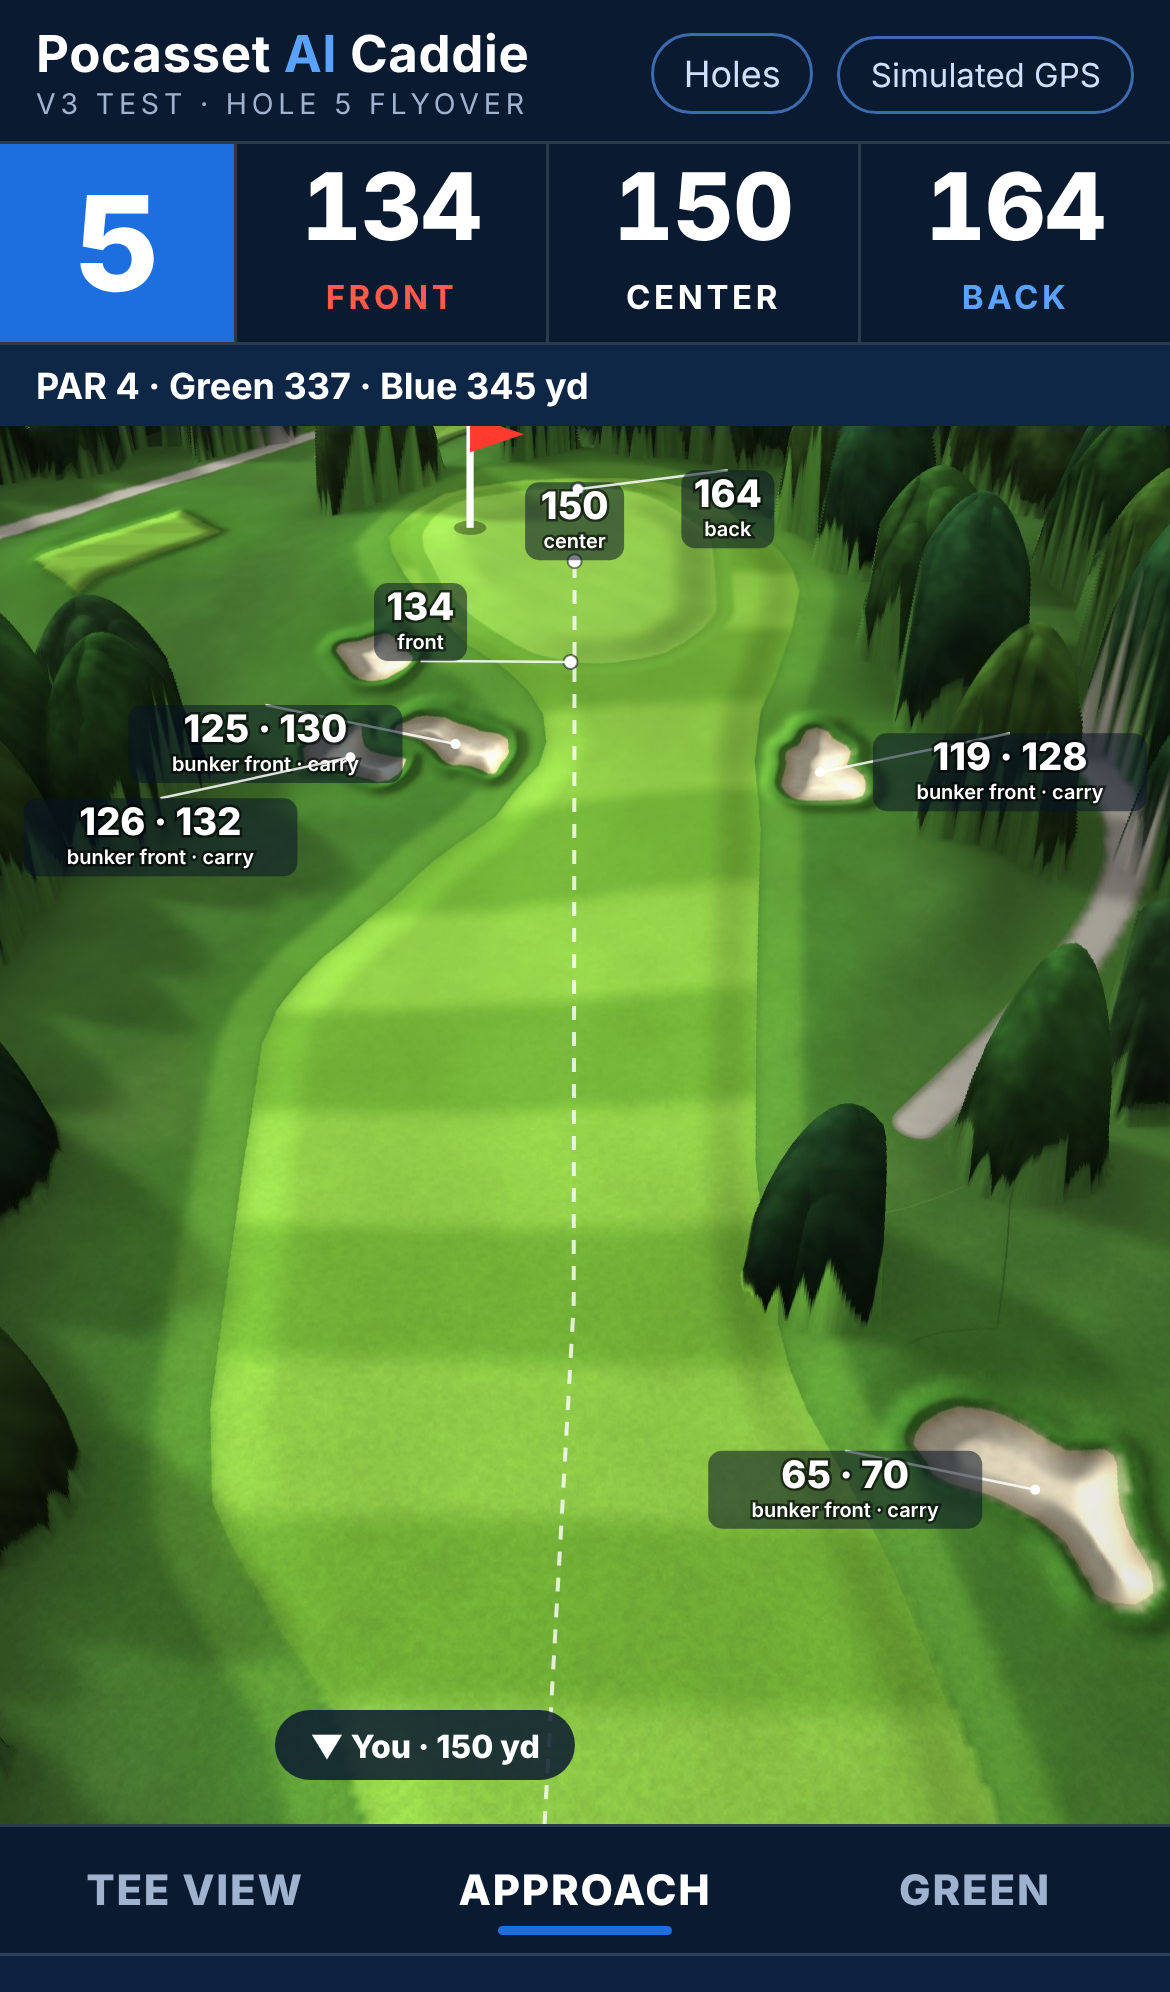 Pocasset AI Caddie
V3 TEST · HOLE 5 FLYOVER
Holes
Simulated GPS
5
134
FRONT
150
CENTER
164
BACK
PAR 4 · Green 337 · Blue 345 yd
150
center
164
back
134
front
125 · 130
bunker front · carry
119 · 128
bunker front · carry
126 · 132
bunker front · carry
65 · 70
bunker front · carry
▼ You · 150 yd
TEE VIEW
APPROACH
GREEN